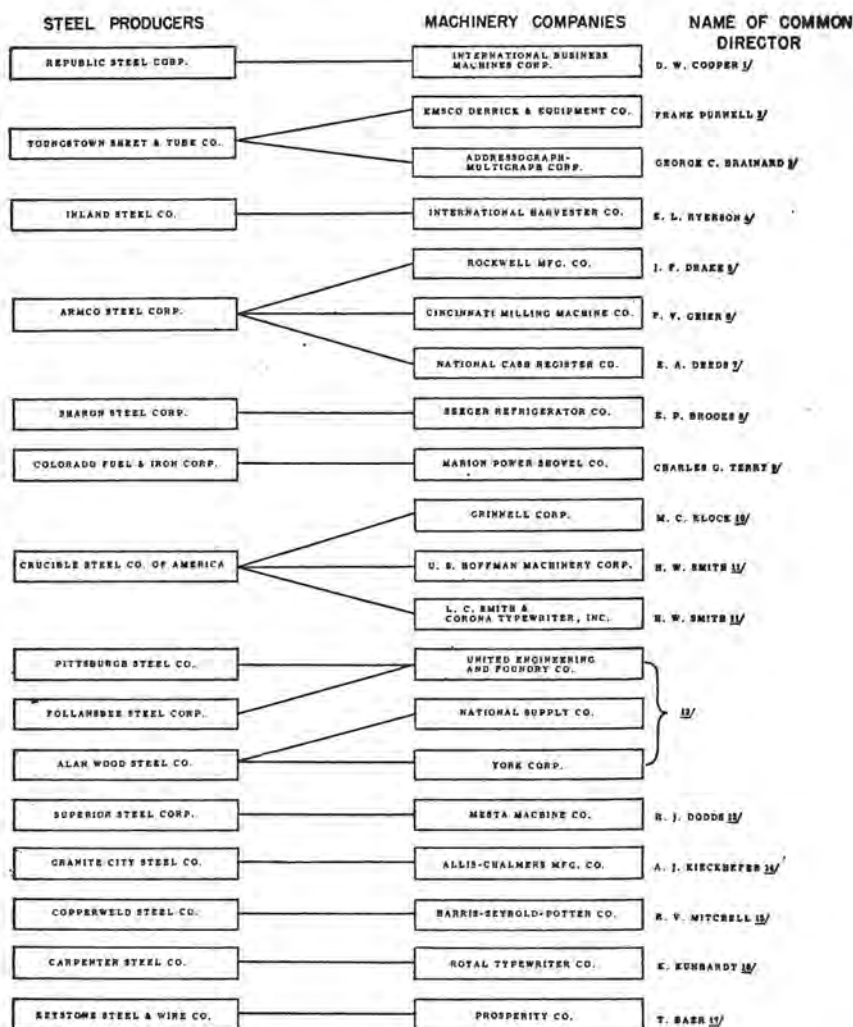 STEEL PRODUCERS
MACHINERY COMPANIES
NAME OF COMMON
DIRECTOR
REPUBLIC STEEL CORP.
INTERNATIONAL BUSINESS
MACHINES CORP.
D. W. COOPER 1/
YOUNGSTOWN SHEET & TUBE CO.
EMSCO DERRICK & EQUIPMENT CO.
FRANK PURNELL 2/
ADDRESSOGRAPH-
MULTIGRAPH CORP.
GEORGE C. BRAINARD 3/
INLAND STEEL CO.
INTERNATIONAL HARVESTER CO.
E. L. RYERSON 4/
ARMCO STEEL CORP.
ROCKWELL MFG. CO.
J. F. DRAKE 5/
CINCINNATI MILLING MACHINE CO.
F. V. GEIER 6/
NATIONAL CASH REGISTER CO.
E. A. DEEDS 7/
SHARON STEEL CORP.
SEEGER REFRIGERATOR CO.
E. P. BROOKS 8/
COLORADO FUEL & IRON CORP.
MARION POWER SHOVEL CO.
CHARLES G. TERRY 9/
CRUCIBLE STEEL CO. OF AMERICA
GRINNELL CORP.
M. C. KLOCK 10/
U. S. HOFFMAN MACHINERY CORP.
H. W. SMITH 11/
L. C. SMITH &
CORONA TYPEWRITER, INC.
H. W. SMITH 11/
PITTSBURGH STEEL CO.
UNITED ENGINEERING
AND FOUNDRY CO.
FOLLANSBEE STEEL CORP.
NATIONAL SUPPLY CO.
12/
ALAN WOOD STEEL CO.
YORK CORP.
SUPERIOR STEEL CORP.
MESTA MACHINE CO.
R. J. DODDS 13/
GRANITE CITY STEEL CO.
ALLIS-CHALMERS MFG. CO.
A. J. KIECKHEFER 14/
COPPERWELD STEEL CO.
HARRIS-SEYBOLD-POTTER CO.
R. V. MITCHELL 15/
CARPENTER STEEL CO.
ROYAL TYPEWRITER CO.
K. KUNHARDT 16/
KEYSTONE STEEL & WIRE CO.
PROSPERITY CO.
T. BAER 17/